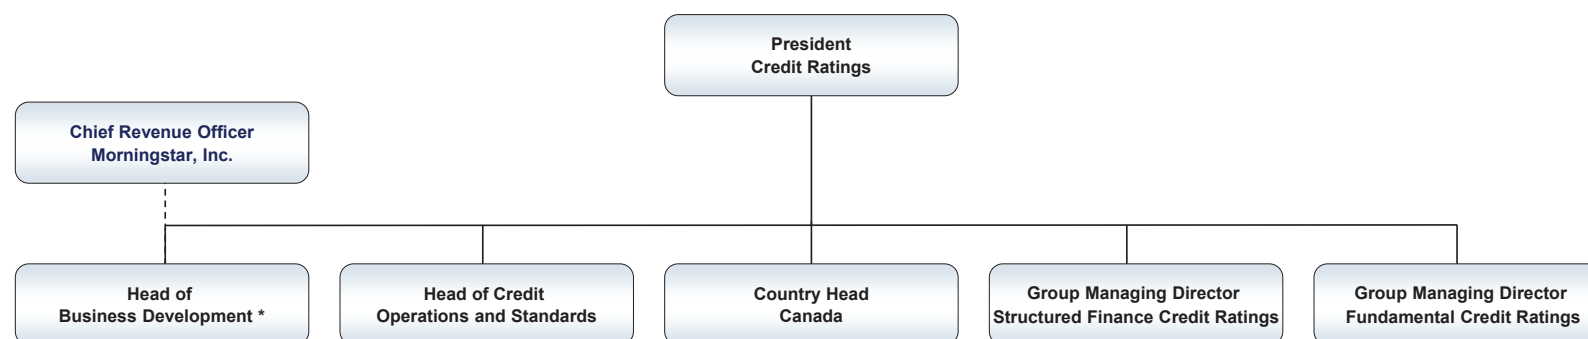 President
Credit Ratings
Chief Revenue Officer
Morningstar, Inc.
Head of
Business Development *
Head of Credit
Operations and Standards
Country Head
Canada
Group Managing Director
Structured Finance Credit Ratings
Group Managing Director
Fundamental Credit Ratings